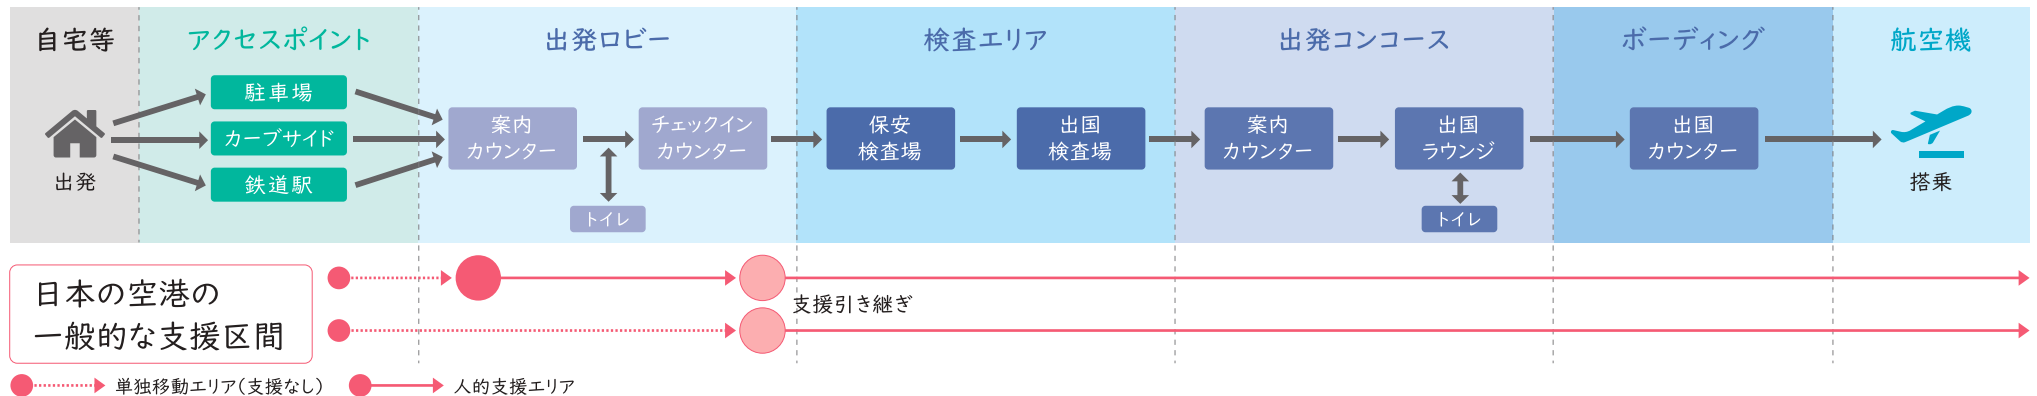 自宅等
アクセスポイント
出発ロビー
検査エリア
出発コンコース
ボーディング
航空機
出発
駐車場
カーブサイド
鉄道駅
案内
カウンター
トイレ
チェックイン
カウンター
保安
検査場
出国
検査場
案内
カウンター
出国
ラウンジ
トイレ
出国
カウンター
搭乗
日本の空港の
一般的な支援区間
支援引き継ぎ
単独移動エリア(支援なし)
人的支援エリア